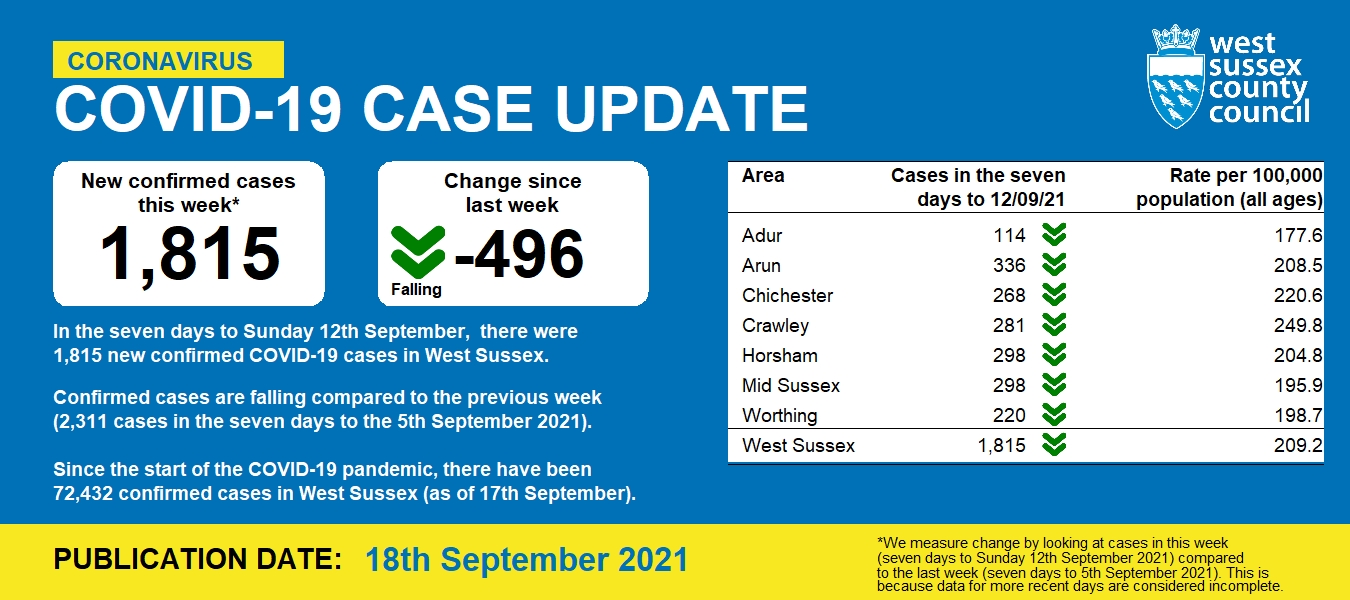 CORONAVIRUS
COVID-19 CASE UPDATE
west
sussex
county
council
New confirmed cases
this week*
1,815
Change since
last week
-496
Falling
In the seven days to Sunday 12th September, there were
1,815 new confirmed COVID-19 cases in West Sussex.
Confirmed cases are falling compared to the previous week
(2,311 cases in the seven days to the 5th September 2021).
Since the start of the COVID-19 pandemic, there have been
72,432 confirmed cases in West Sussex (as of 17th September).
Area Cases in the seven Rate per 100,000
days to 12/09/21 population (all ages)
Adur 114 177.6
Arun 336 208.5
Chichester 268 220.6
Crawley 281 249.8
Horsham 298 204.8
Mid Sussex 298 195.9
Worthing 220 198.7
West Sussex 1,815 209.2
PUBLICATION DATE: 18th September 2021
*We measure change by looking at cases in this week
(seven days to Sunday 12th September 2021) compared
to the last week (seven days to 5th September 2021). This is
because data for more recent days are considered incomplete.